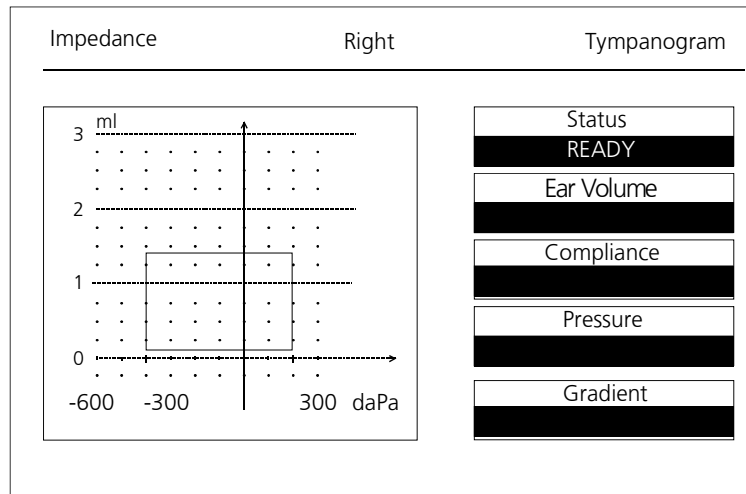 Impedance Right Tympanogram
ml
3
2
1
0
-600 -300 300 daPa
Status
READY
Ear Volume
Compliance
Pressure
Gradient